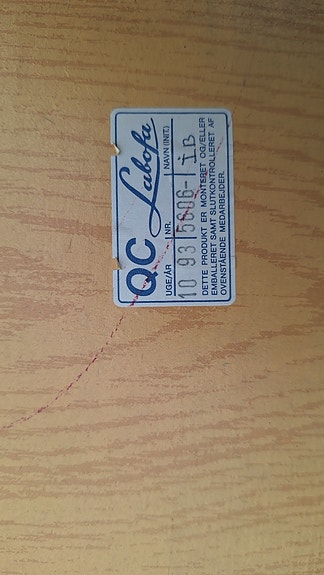 QC Labofa
UGE/ÅR NR. NAVN (INIT.)
10 93 5606-1 IB
DETTE PRODUKT ER MONTERET OG/ELLER
EMBALLERET SAMT SLUTKONTROLLERET AF
OVENSTÅENDE MEDARBEJDER.